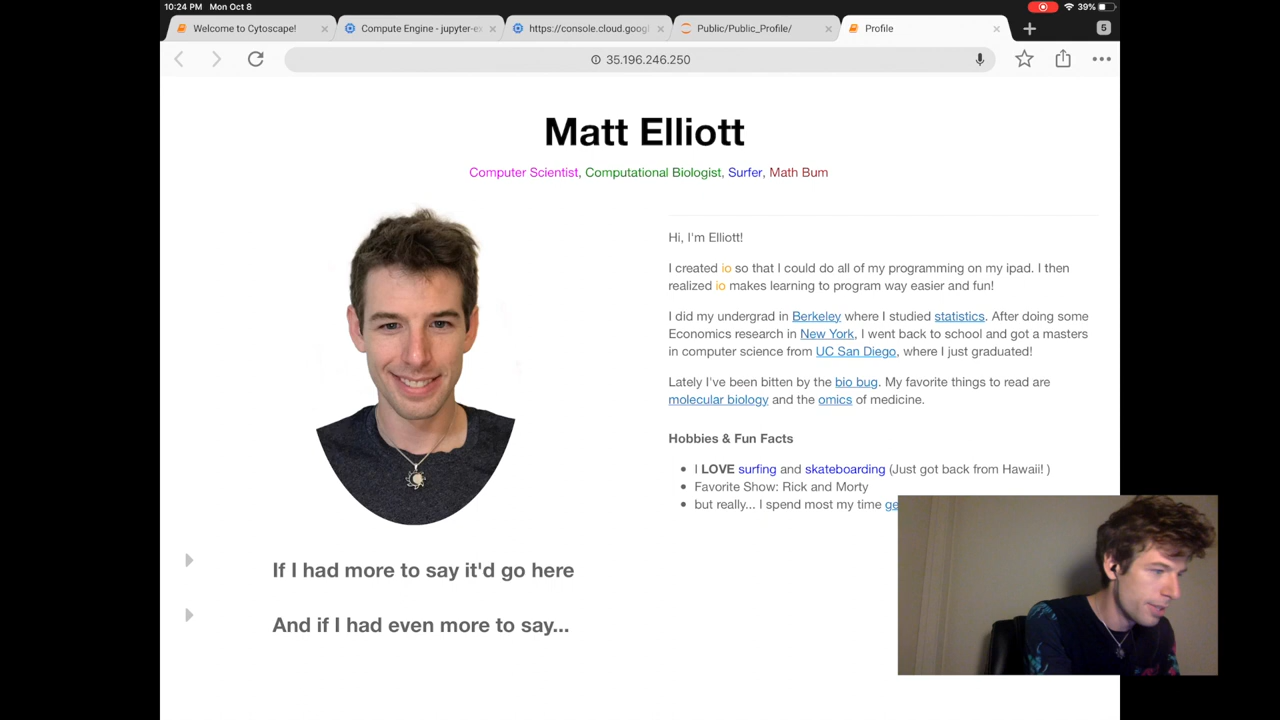 10:24 PM Mon Oct 8
39%
Welcome to Cytoscape!
Compute Engine - jupyter-ex
https://console.cloud.goog
Public/Public_Profile/
Profile
5
35.196.246.250
Matt Elliott
Computer Scientist, Computational Biologist, Surfer, Math Bum
Hi, I'm Elliott!
I created io so that I could do all of my programming on my ipad. I then
realized io makes learning to program way easier and fun!
I did my undergrad in Berkeley where I studied statistics. After doing some
Economics research in New York, I went back to school and got a masters
in computer science from UC San Diego, where I just graduated!
Lately I've been bitten by the bio bug. My favorite things to read are
molecular biology and the omics of medicine.
Hobbies & Fun Facts
I LOVE surfing and skateboarding (Just got back from Hawaii! )
Favorite Show: Rick and Morty
but really... I spend most my time ge
If I had more to say it'd go here
And if I had even more to say...